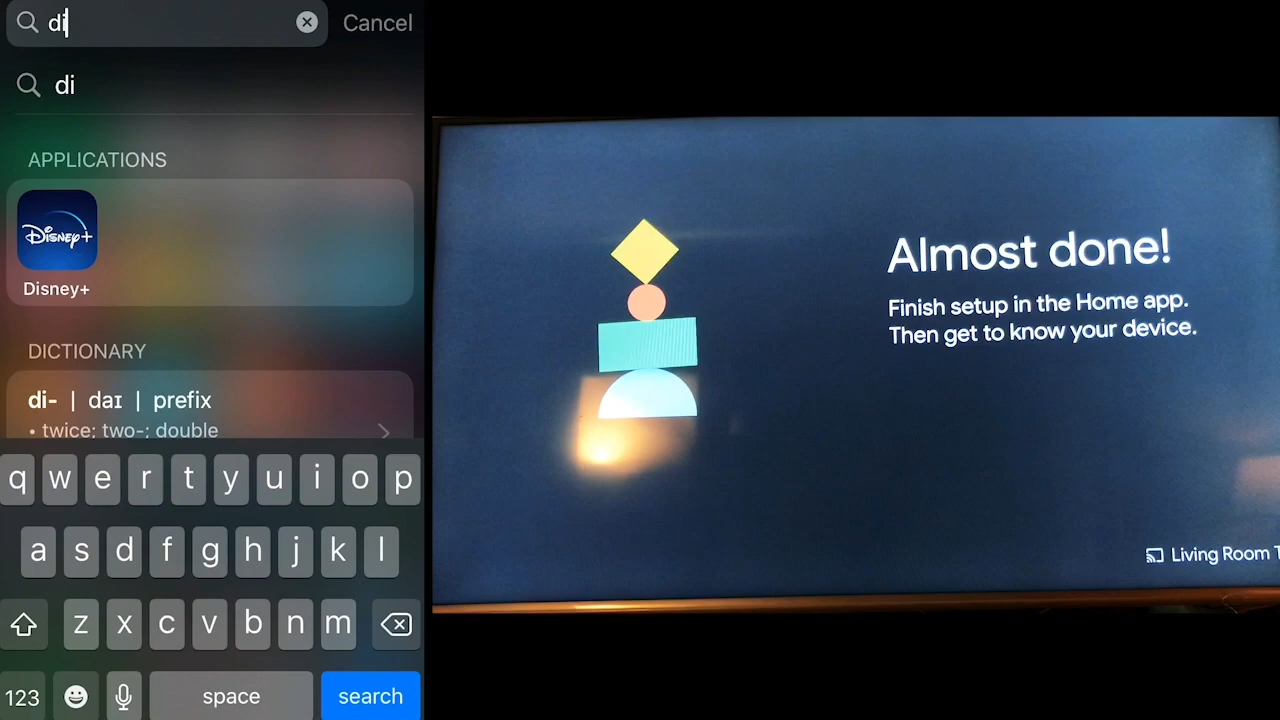 di
Cancel
di
APPLICATIONS
Disney+
Disney+
DICTIONARY
di- | daɪ | prefix
• twice; two-; double
q w e r t y u i o p
a s d f g h j k l
z x c v b n m
123 space search
Almost done!
Finish setup in the Home app.
Then get to know your device.
Living Room T